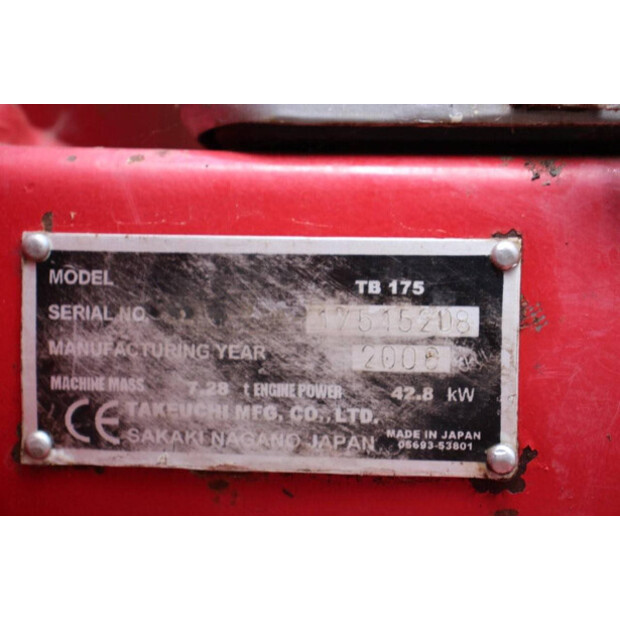 MODEL TB 175
SERIAL NO. 17515208
MANUFACTURING YEAR 2008
MACHINE MASS 7.28 t ENGINE POWER 42.8 kW
CE TAKEUCHI MFG. CO., LTD.
SAKAKI NAGANO JAPAN
MADE IN JAPAN
05693-53801